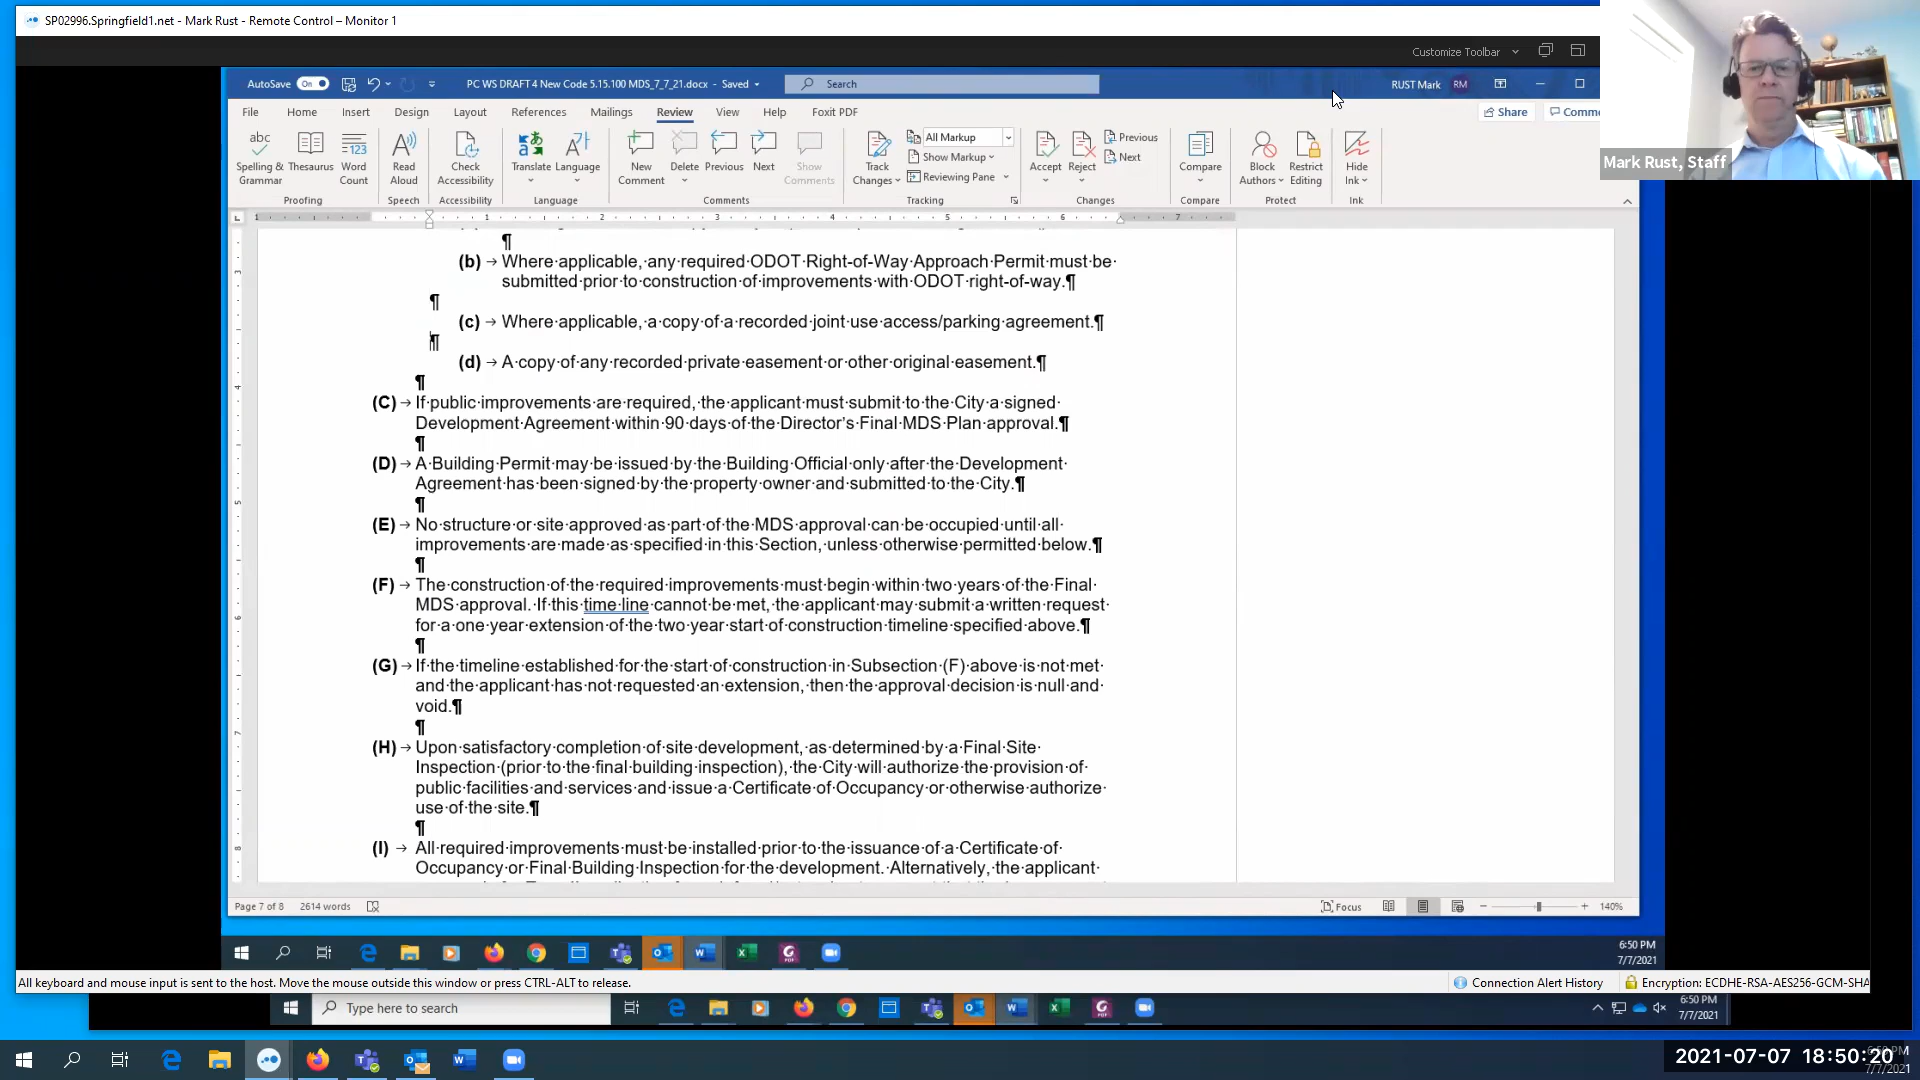 SP02996.Springfield1.net - Mark Rust - Remote Control – Monitor 1
Customize Toolbar
AutoSave On PC WS DRAFT 4 New Code 5.15.100 MDS_7_7_21.docx - Saved Search RUST Mark RM
File Home Insert Design Layout References Mailings Review View Help Foxit PDF Share Comme
abc Spelling & Grammar
Thesaurus
123 Word Count
Read Aloud
Check Accessibility
Translate
Language
New Comment
Delete
Previous
Next
Show Comments
Track Changes
All Markup
Show Markup
Reviewing Pane
Accept
Reject
Previous
Next
Compare
Block Authors
Restrict Editing
Hide Ink
Proofing Speech Accessibility Language Comments Tracking Changes Compare Protect Ink
Mark Rust, Staff
1 1 2 3 4 5 6 7
(b) Where applicable, any required ODOT Right-of-Way Approach Permit must be
submitted prior to construction of improvements with ODOT right-of-way.¶
(c) Where applicable, a copy of a recorded joint use access/parking agreement.¶
(d) A copy of any recorded private easement or other original easement.¶
(C) If public improvements are required, the applicant must submit to the City a signed
Development Agreement within 90 days of the Director's Final MDS Plan approval.¶
(D) A Building Permit may be issued by the Building Official only after the Development
Agreement has been signed by the property owner and submitted to the City.¶
(E) No structure or site approved as part of the MDS approval can be occupied until all
improvements are made as specified in this Section, unless otherwise permitted below.¶
(F) The construction of the required improvements must begin within two years of the Final
MDS approval. If this time line cannot be met, the applicant may submit a written request
for a one year extension of the two year start of construction timeline specified above.¶
(G) If the timeline established for the start of construction in Subsection (F) above is not met
and the applicant has not requested an extension, then the approval decision is null and
void.¶
(H) Upon satisfactory completion of site development, as determined by a Final Site
Inspection (prior to the final building inspection), the City will authorize the provision of
public facilities and services and issue a Certificate of Occupancy or otherwise authorize
use of the site.¶
(I) All required improvements must be installed prior to the issuance of a Certificate of
Occupancy or Final Building Inspection for the development. Alternatively, the applicant
Page 7 of 8 2614 words Focus 140%
6:50 PM
7/7/2021
All keyboard and mouse input is sent to the host. Move the mouse outside this window or press CTRL-ALT to release.
Connection Alert History Encryption: ECDHE-RSA-AES256-GCM-SHA
Type here to search
6:50 PM
7/7/2021
2021-07-07 18:50:20
7/7/2021